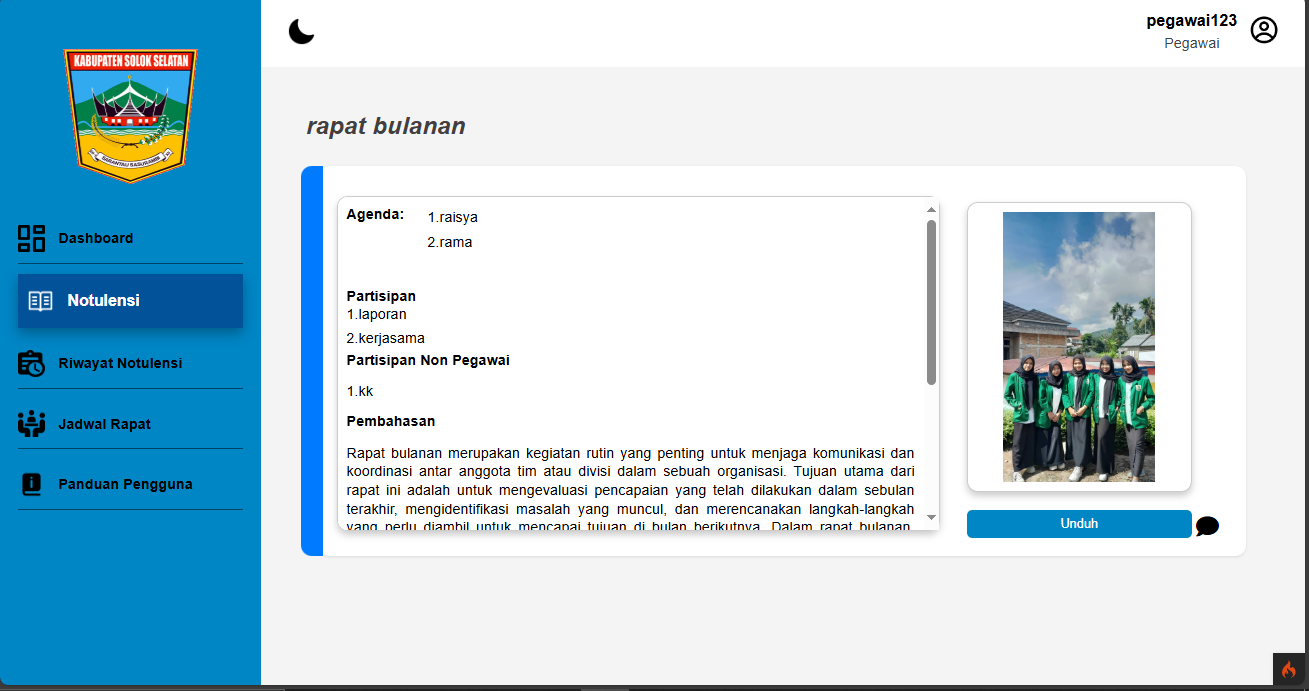 KABUPATEN SOLOK SELATAN
SARANTAU SASURAMBI
Dashboard
Notulensi
Riwayat Notulensi
Jadwal Rapat
Panduan Pengguna
pegawai123
Pegawai
rapat bulanan
Agenda:
1.raisya
2.rama
Partisipan
1.laporan
2.kerjasama
Partisipan Non Pegawai
1.kk
Pembahasan
Rapat bulanan merupakan kegiatan rutin yang penting untuk menjaga komunikasi dan
koordinasi antar anggota tim atau divisi dalam sebuah organisasi. Tujuan utama dari
rapat ini adalah untuk mengevaluasi pencapaian yang telah dilakukan dalam sebulan
terakhir, mengidentifikasi masalah yang muncul, dan merencanakan langkah-langkah
yang perlu diambil untuk mencapai tujuan di bulan berikutnya. Dalam rapat bulanan,
Unduh